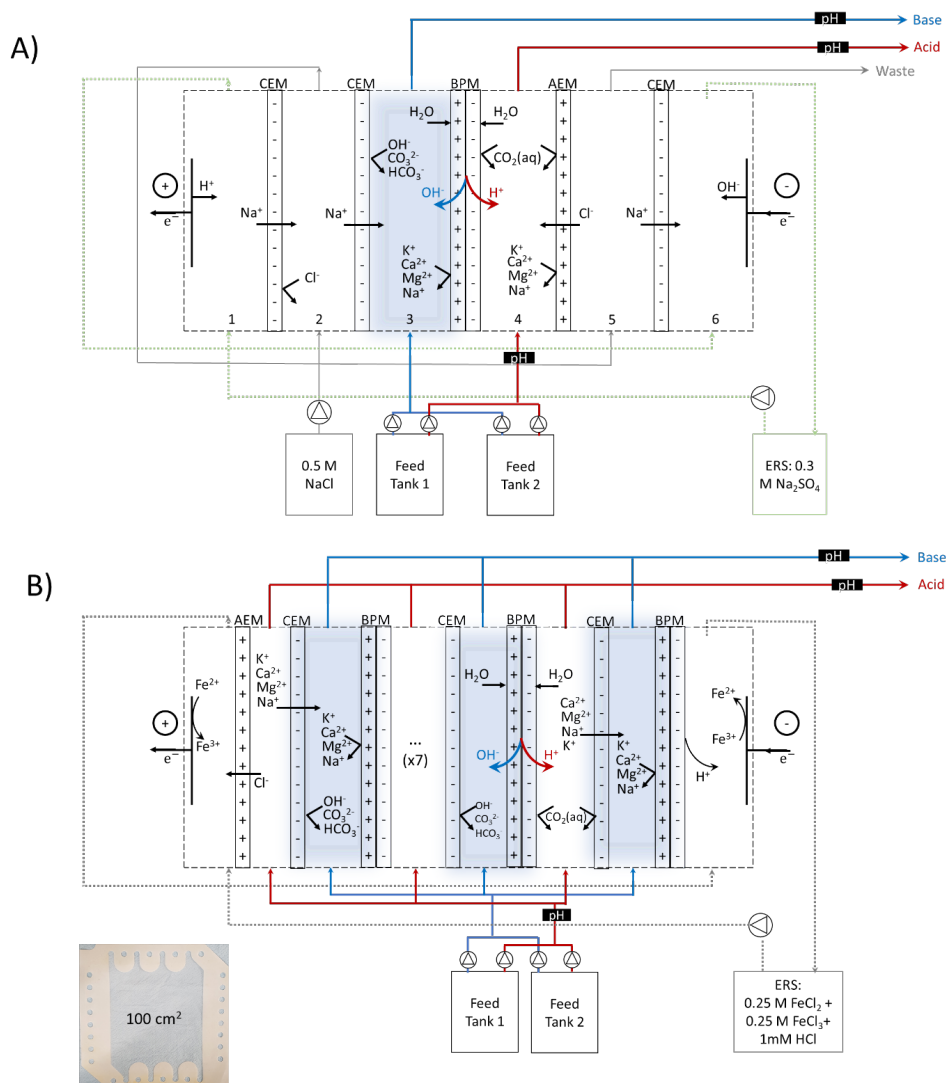 A)
pH
Base
pH
Acid
Waste
CEM
CEM
BPM
AEM
CEM
H₂O
H₂O
OH⁻
CO₃²⁻
HCO₃⁻
CO₂(aq)
+
e⁻
H⁺
OH⁻
H⁺
OH⁻
-
e⁻
Na⁺
Na⁺
Cl⁻
Na⁺
K⁺
Ca²⁺
Mg²⁺
Na⁺
K⁺
Ca²⁺
Mg²⁺
Na⁺
Cl⁻
1
2
3
4
5
6
pH
0.5 M
NaCl
Feed
Tank 1
Feed
Tank 2
ERS: 0.3
M Na₂SO₄
B)
pH
Base
pH
Acid
AEM
CEM
BPM
CEM
BPM
CEM
BPM
K⁺
Ca²⁺
Mg²⁺
Na⁺
H₂O
H₂O
Fe²⁺
Fe³⁺
+
e⁻
K⁺
Ca²⁺
Mg²⁺
Na⁺
...
(x7)
OH⁻
H⁺
Ca²⁺
Mg²⁺
Na⁺
K⁺
K⁺
Ca²⁺
Mg²⁺
Na⁺
H⁺
Fe²⁺
Fe³⁺
-
e⁻
Cl⁻
OH⁻
CO₃²⁻
HCO₃⁻
OH⁻
CO₃²⁻
HCO₃⁻
CO₂(aq)
pH
Feed
Tank 1
Feed
Tank 2
ERS:
0.25 M FeCl₂ +
0.25 M FeCl₃+
1mM HCl
100 cm²